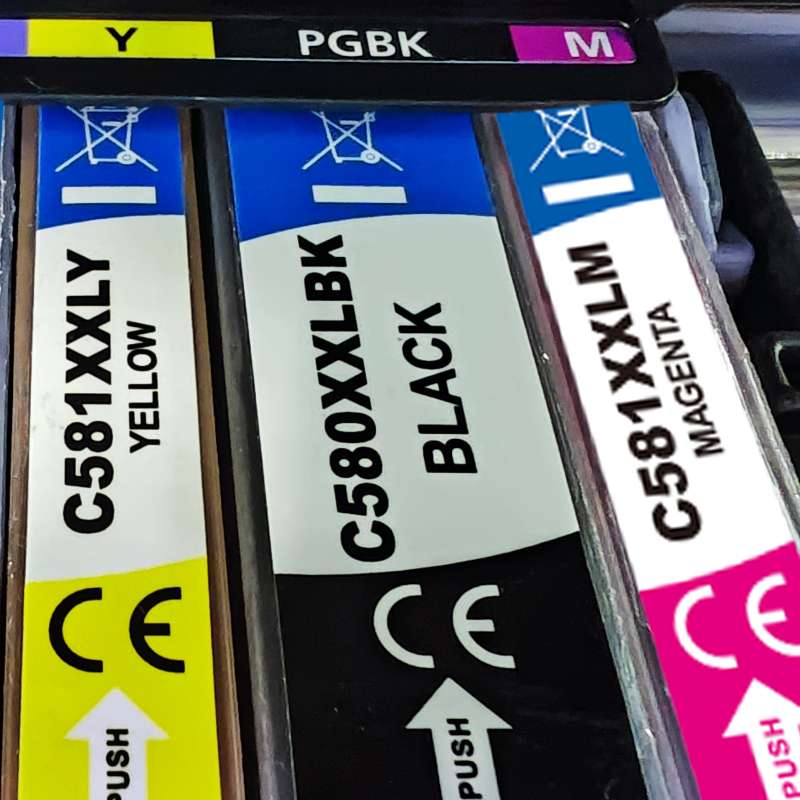 Y PGBK M
C581XXLY
YELLOW
C580XXLBK
BLACK
C581XXLM
MAGENTA
CE
CE
CE
PUSH
PUSH
PUSH